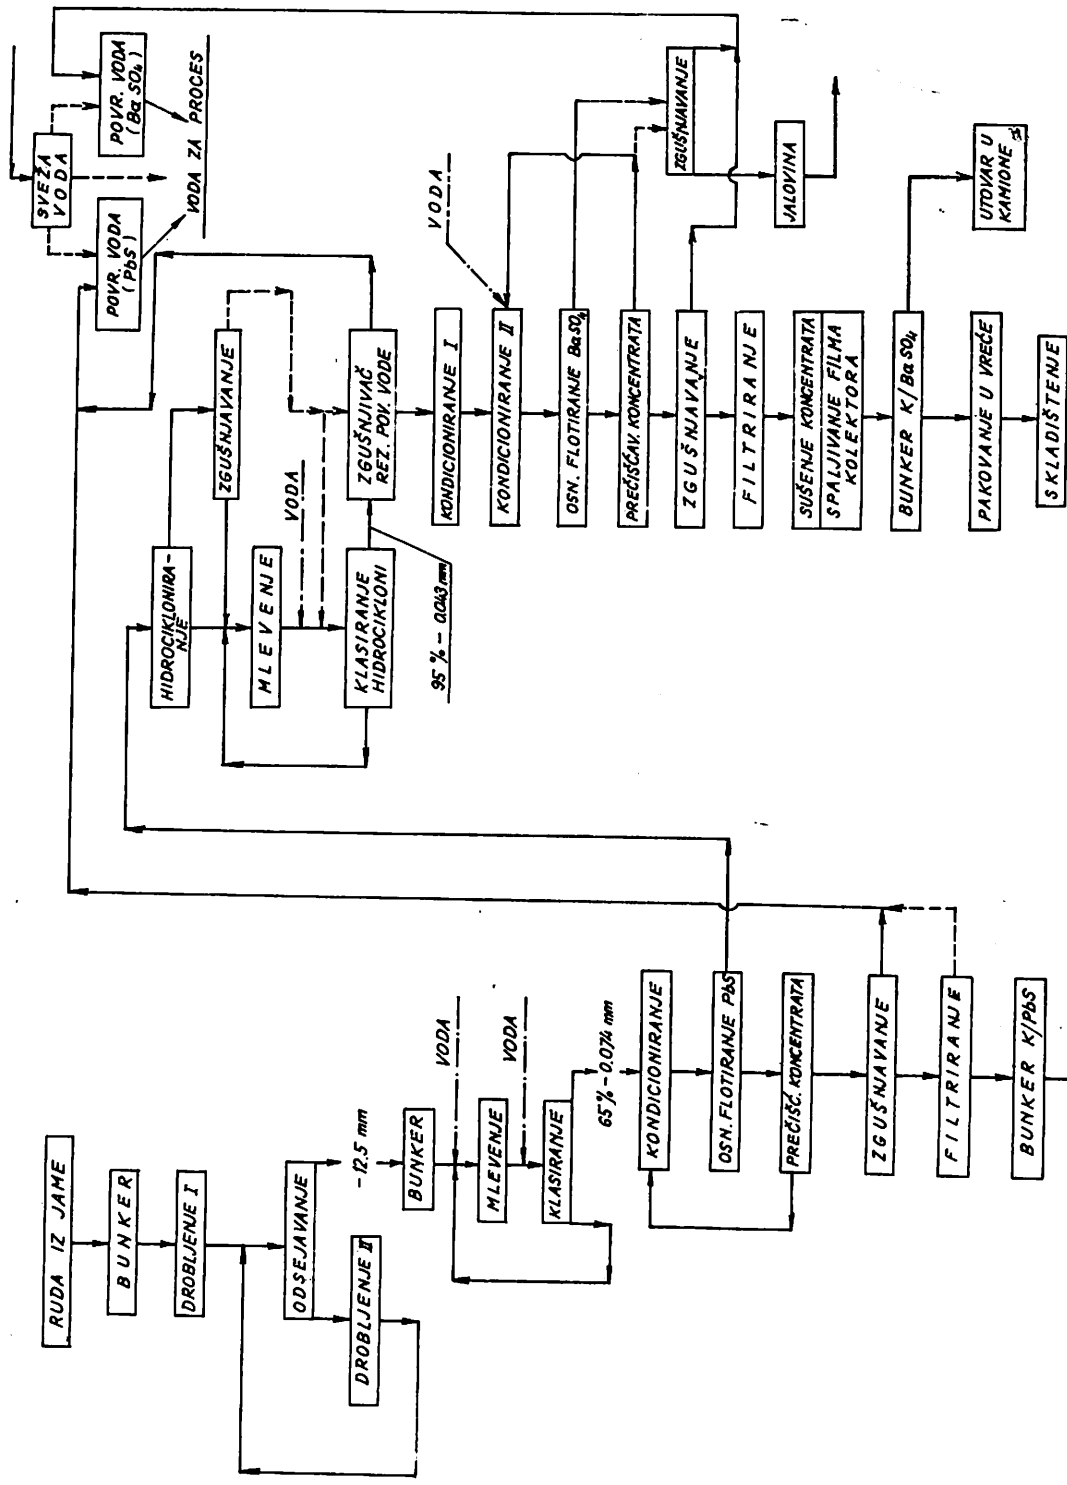 RUDA IZ JAME
BUNKER
DROBLJENJE I
ODSEJAVANJE
DROBLJENJE II
-12.5 mm
BUNKER
VODA
MLEVENJE
VODA
KLASIRANJE
65% - 0.074 mm
KONDICIONIRANJE
OSN. FLOTIRANJE PbS
PREČIŠĆ. KONCENTRATA
ZGUŠNJAVANJE
FILTRIRANJE
BUNKER K/PbS
SVEŽA
VODA
POVR. VODA
(PbS)
POVR. VODA
(BaSO4)
VODA ZA PROCES
HIDROCIKLONIRA-
NJE
ZGUŠNJAVANJE
MLEVENJE
VODA
KLASIRANJE
HIDROCIKLONI
95% - 0.043 mm
ZGUŠNJIVAČ
REZ. POV. VODE
KONDICIONIRANJE I
VODA
KONDICIONIRANJE II
OSN. FLOTIRANJE BaSO4
PREČIŠĆAV. KONCENTRATA
ZGUŠNJAVANJE
ZGUŠNJAVANJE
JALOVINA
FILTRIRANJE
SUŠENJE KONCENTRATA
SPALJIVANJE FILMA
KOLEKTORA
BUNKER K/BaSO4
UTOVAR U
KAMIONE
PAKOVANJE U VREĆE
SKLADIŠTENJE